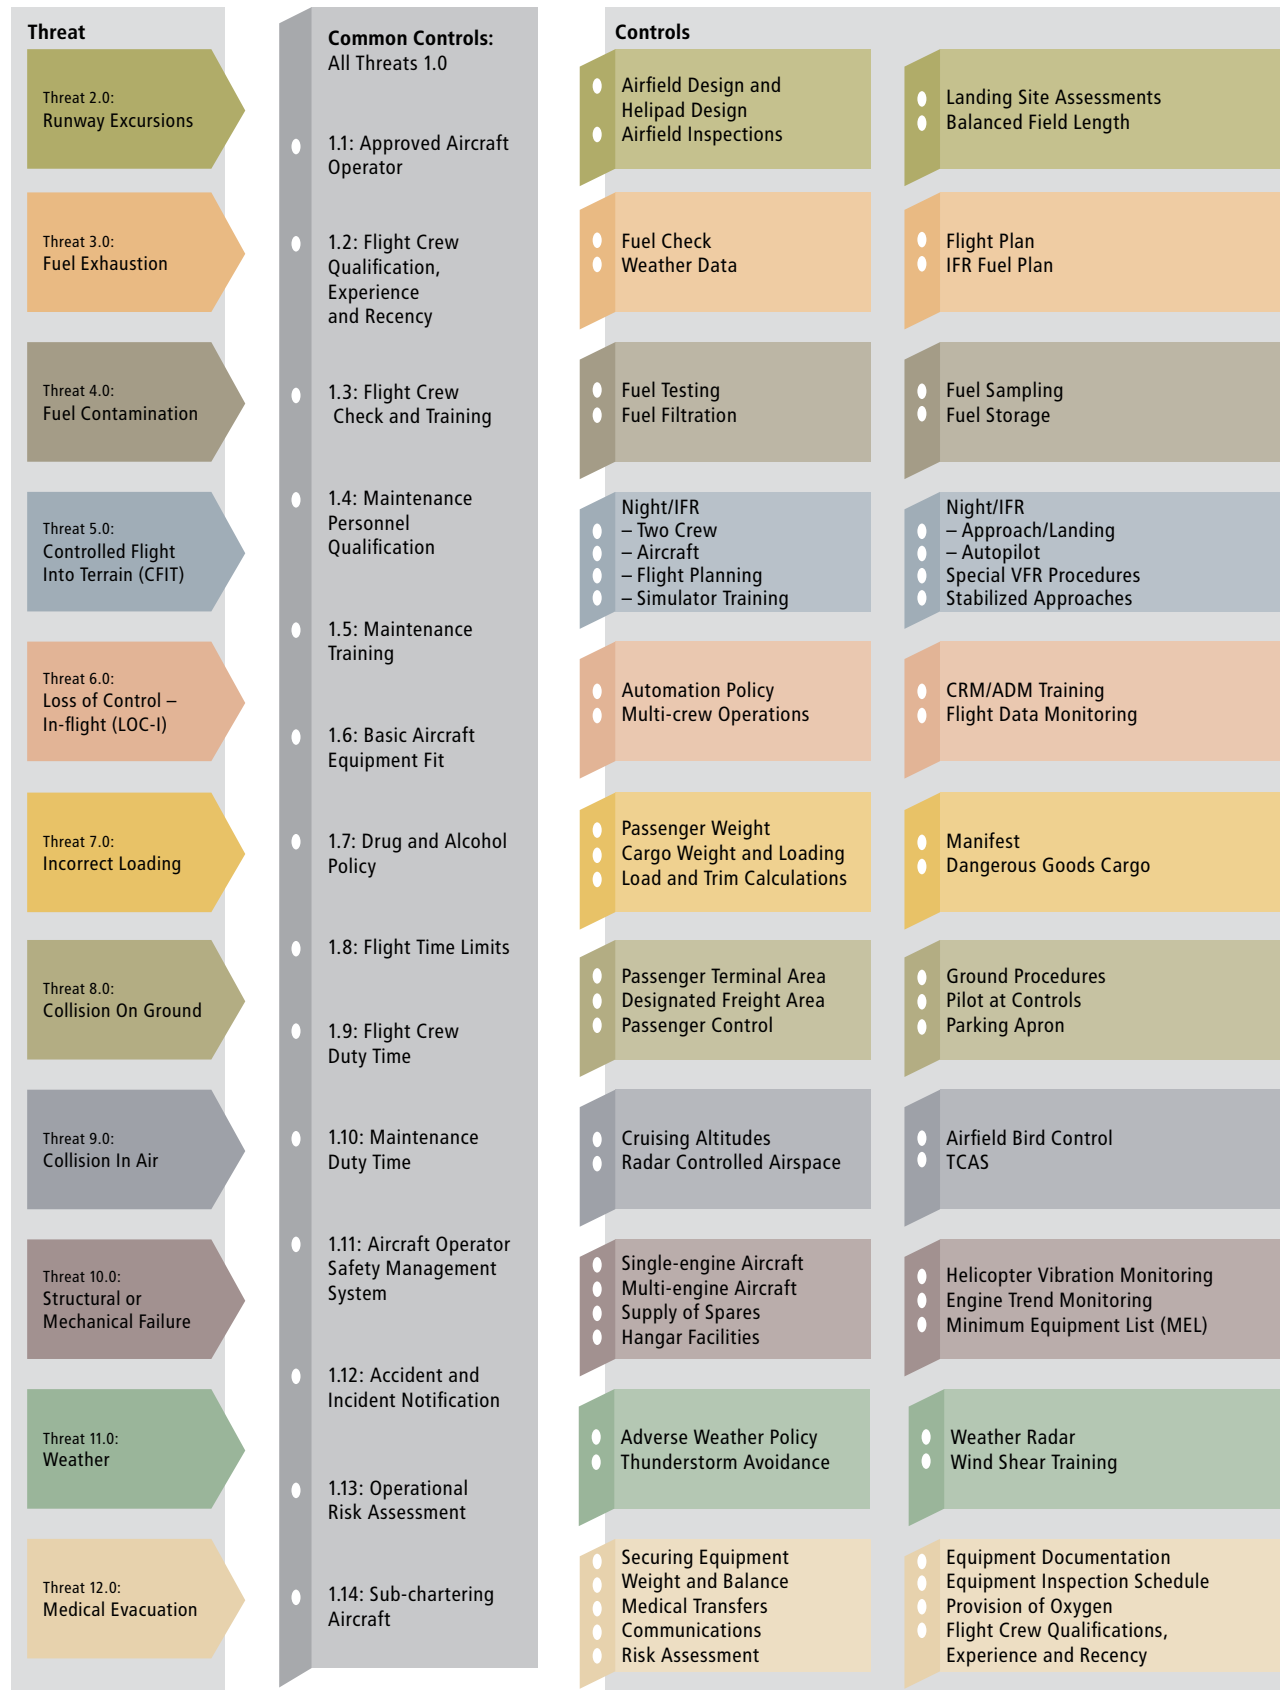 Threat
Threat 2.0:
Runway Excursions
Threat 3.0:
Fuel Exhaustion
Threat 4.0:
Fuel Contamination
Threat 5.0:
Controlled Flight
Into Terrain (CFIT)
Threat 6.0:
Loss of Control –
In-flight (LOC-I)
Threat 7.0:
Incorrect Loading
Threat 8.0:
Collision On Ground
Threat 9.0:
Collision In Air
Threat 10.0:
Structural or
Mechanical Failure
Threat 11.0:
Weather
Threat 12.0:
Medical Evacuation
Common Controls:
All Threats 1.0
1.1: Approved Aircraft
Operator
1.2: Flight Crew
Qualification,
Experience
and Recency
1.3: Flight Crew
Check and Training
1.4: Maintenance
Personnel
Qualification
1.5: Maintenance
Training
1.6: Basic Aircraft
Equipment Fit
1.7: Drug and Alcohol
Policy
1.8: Flight Time Limits
1.9: Flight Crew
Duty Time
1.10: Maintenance
Duty Time
1.11: Aircraft Operator
Safety Management
System
1.12: Accident and
Incident Notification
1.13: Operational
Risk Assessment
1.14: Sub-chartering
Aircraft
Controls
Airfield Design and
Helipad Design
Airfield Inspections
Landing Site Assessments
Balanced Field Length
Fuel Check
Weather Data
Flight Plan
IFR Fuel Plan
Fuel Testing
Fuel Filtration
Fuel Sampling
Fuel Storage
Night/IFR
– Two Crew
– Aircraft
– Flight Planning
– Simulator Training
Night/IFR
– Approach/Landing
– Autopilot
Special VFR Procedures
Stabilized Approaches
Automation Policy
Multi-crew Operations
CRM/ADM Training
Flight Data Monitoring
Passenger Weight
Cargo Weight and Loading
Load and Trim Calculations
Manifest
Dangerous Goods Cargo
Passenger Terminal Area
Designated Freight Area
Passenger Control
Ground Procedures
Pilot at Controls
Parking Apron
Cruising Altitudes
Radar Controlled Airspace
Airfield Bird Control
TCAS
Single-engine Aircraft
Multi-engine Aircraft
Supply of Spares
Hangar Facilities
Helicopter Vibration Monitoring
Engine Trend Monitoring
Minimum Equipment List (MEL)
Adverse Weather Policy
Thunderstorm Avoidance
Weather Radar
Wind Shear Training
Securing Equipment
Weight and Balance
Medical Transfers
Communications
Risk Assessment
Equipment Documentation
Equipment Inspection Schedule
Provision of Oxygen
Flight Crew Qualifications,
Experience and Recency